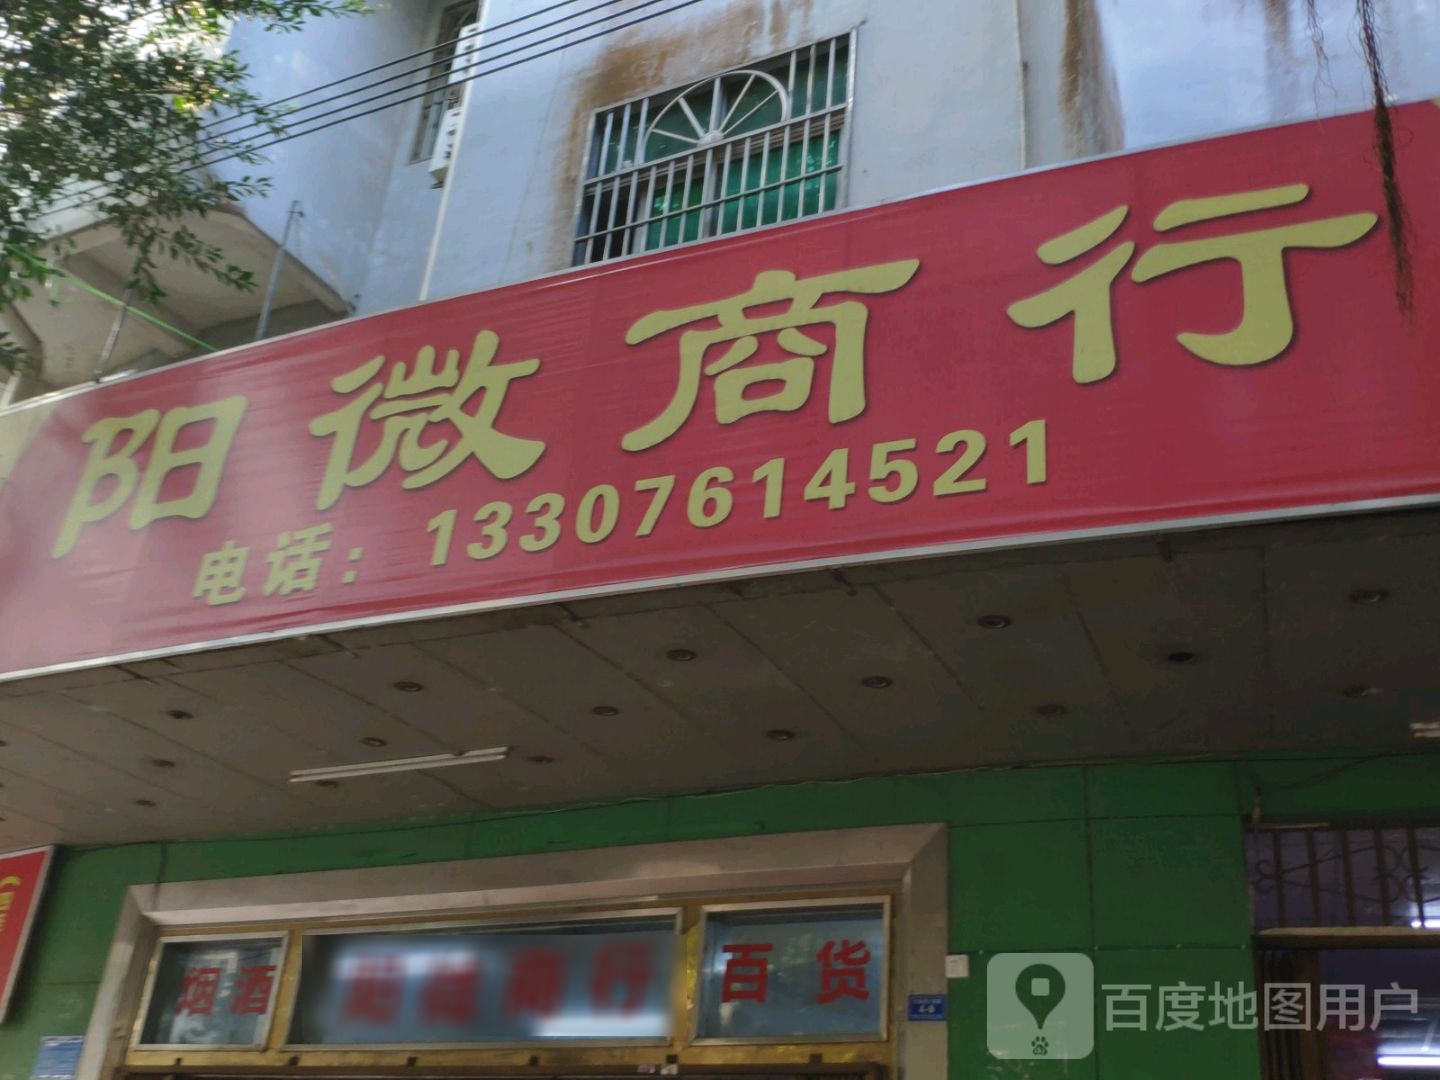 阳微商行
电话：13307614521
烟酒
百货
百度地图用户